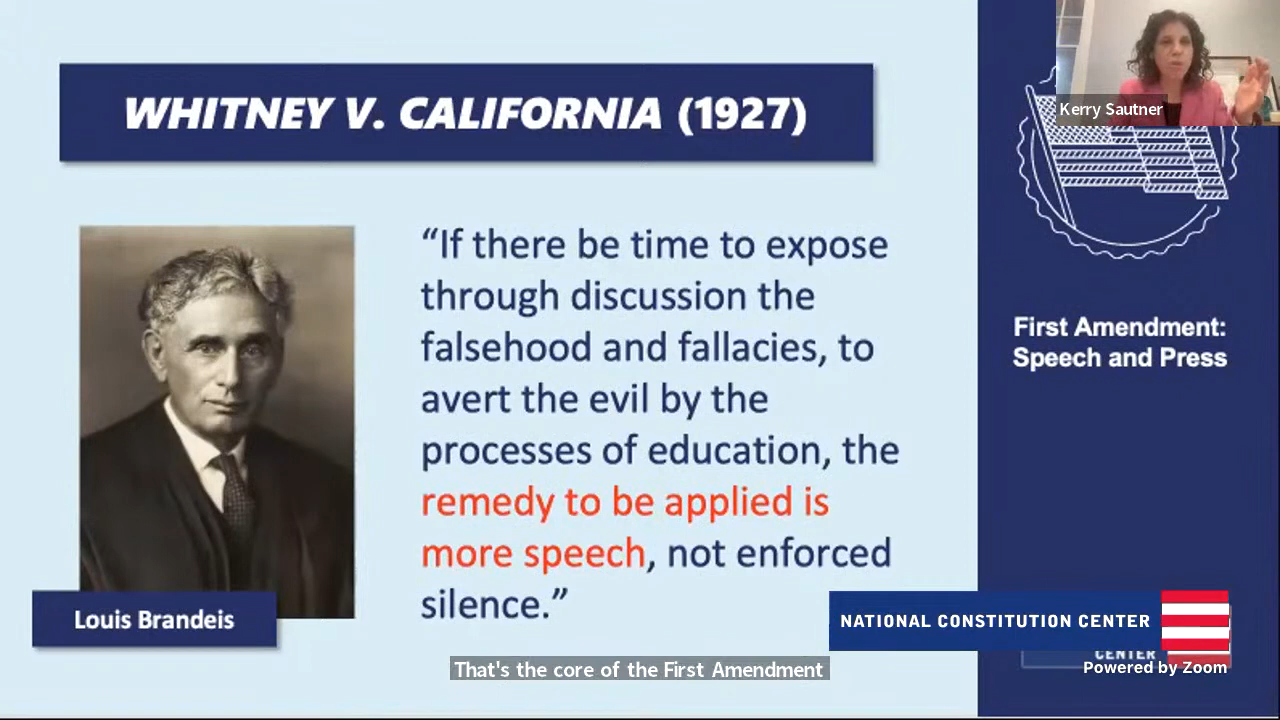 WHITNEY V. CALIFORNIA (1927)
Kerry Sautner
“If there be time to expose
through discussion the
falsehood and fallacies, to
avert the evil by the
processes of education, the
remedy to be applied is
more speech, not enforced
silence.”
First Amendment:
Speech and Press
Louis Brandeis
NATIONAL CONSTITUTION CENTER
CENTER
That's the core of the First Amendment
Powered by Zoom